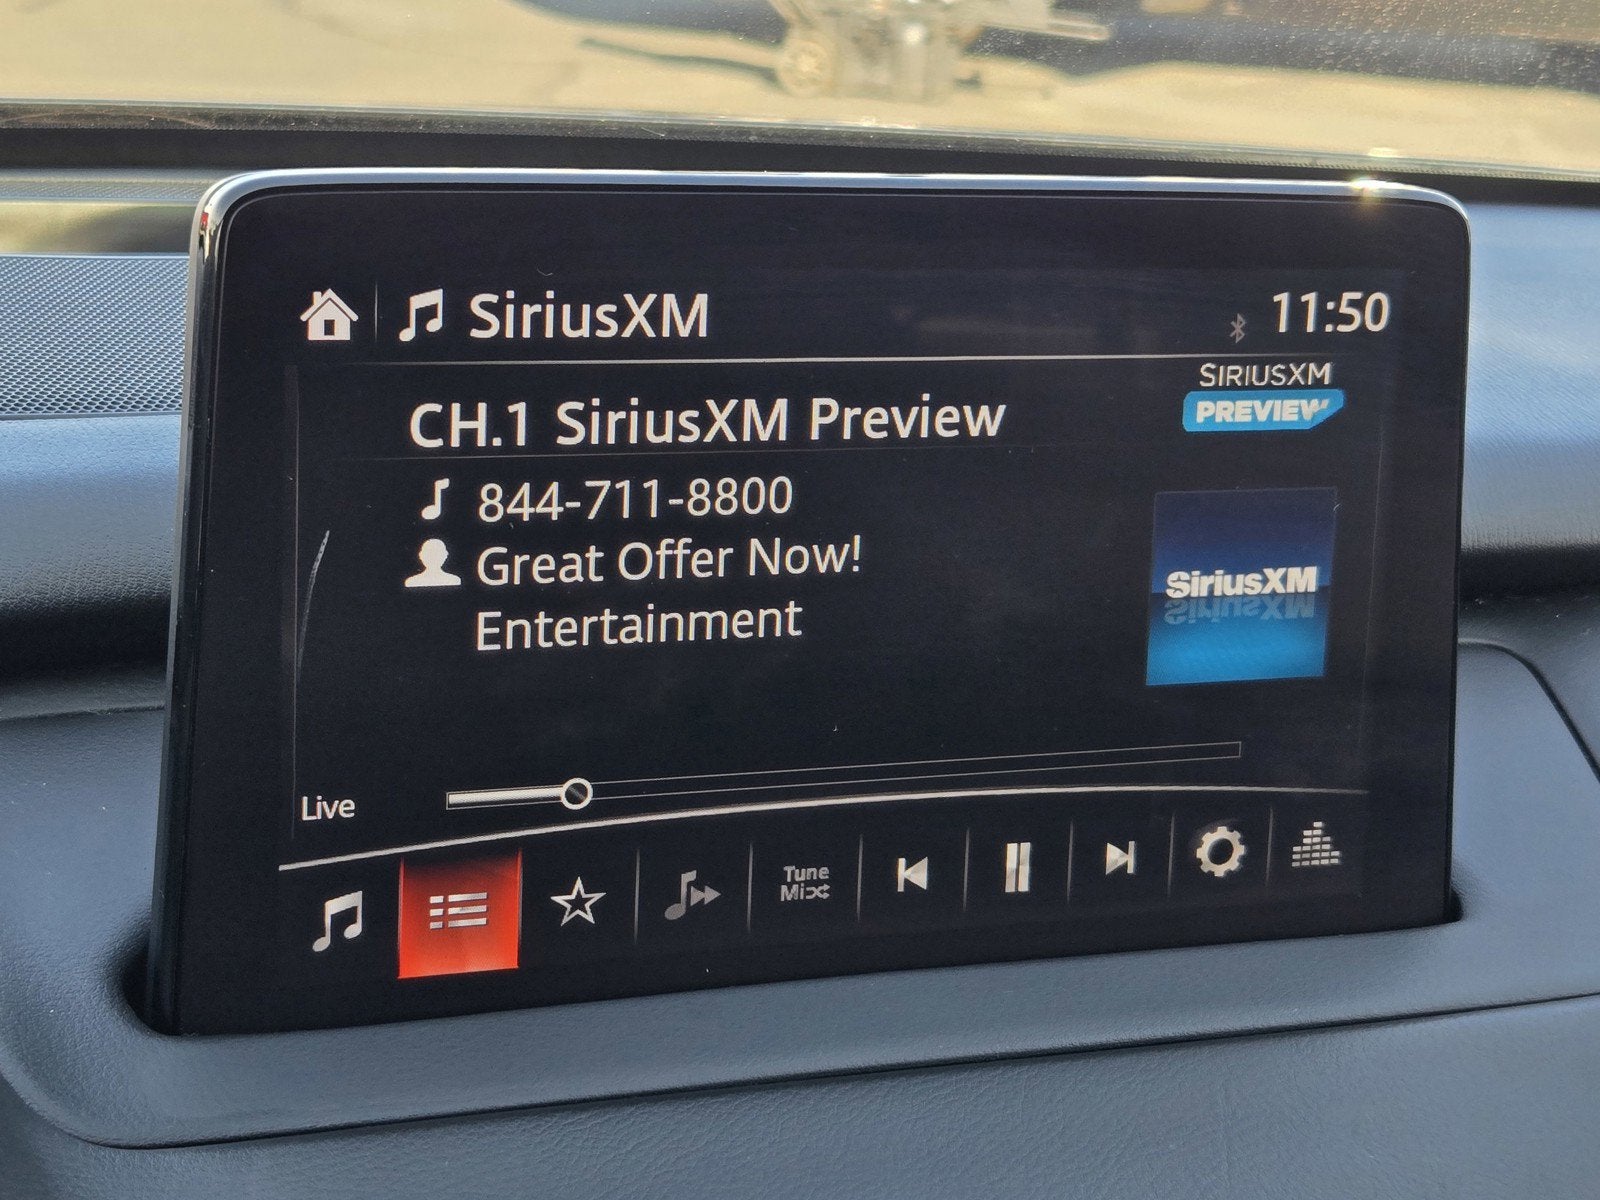 SiriusXM
11:50
SIRIUSXM
PREVIEW
CH.1 SiriusXM Preview
844-711-8800
Great Offer Now!
Entertainment
SiriusXM
Live
Tune
Mix